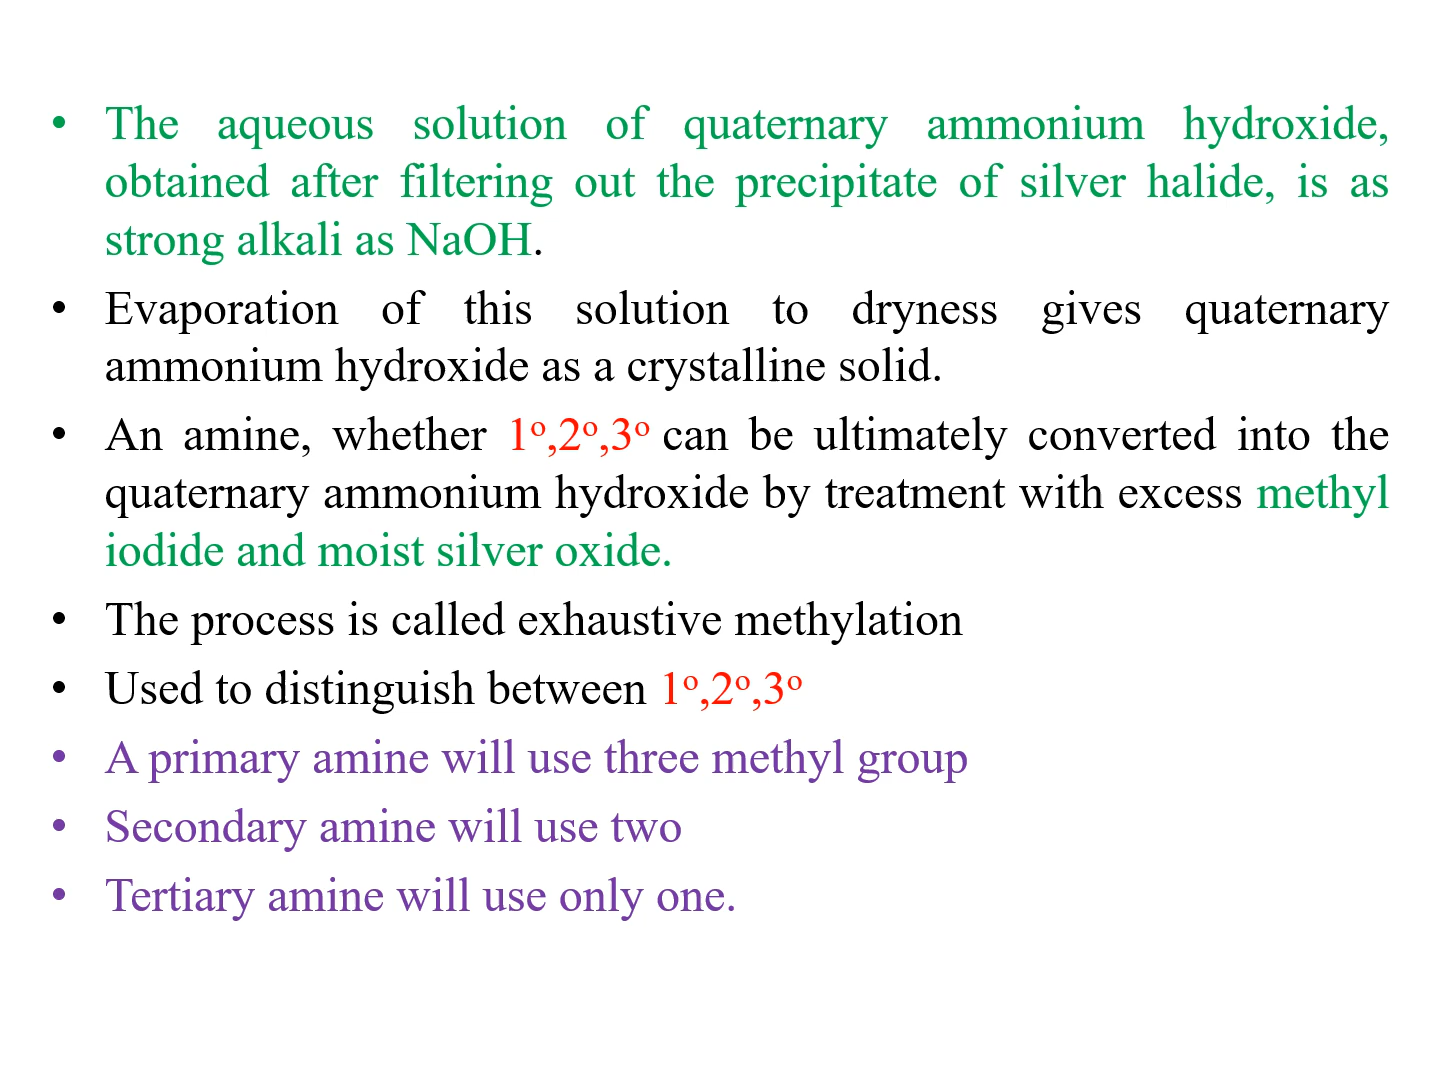 • The aqueous solution of quaternary ammonium hydroxide,
obtained after filtering out the precipitate of silver halide, is as
strong alkali as NaOH.
• Evaporation of this solution to dryness gives quaternary
ammonium hydroxide as a crystalline solid.
• An amine, whether 1º,2º,3º can be ultimately converted into the
quaternary ammonium hydroxide by treatment with excess methyl
iodide and moist silver oxide.
• The process is called exhaustive methylation
• Used to distinguish between 1º,2º,3º
• A primary amine will use three methyl group
• Secondary amine will use two
• Tertiary amine will use only one.